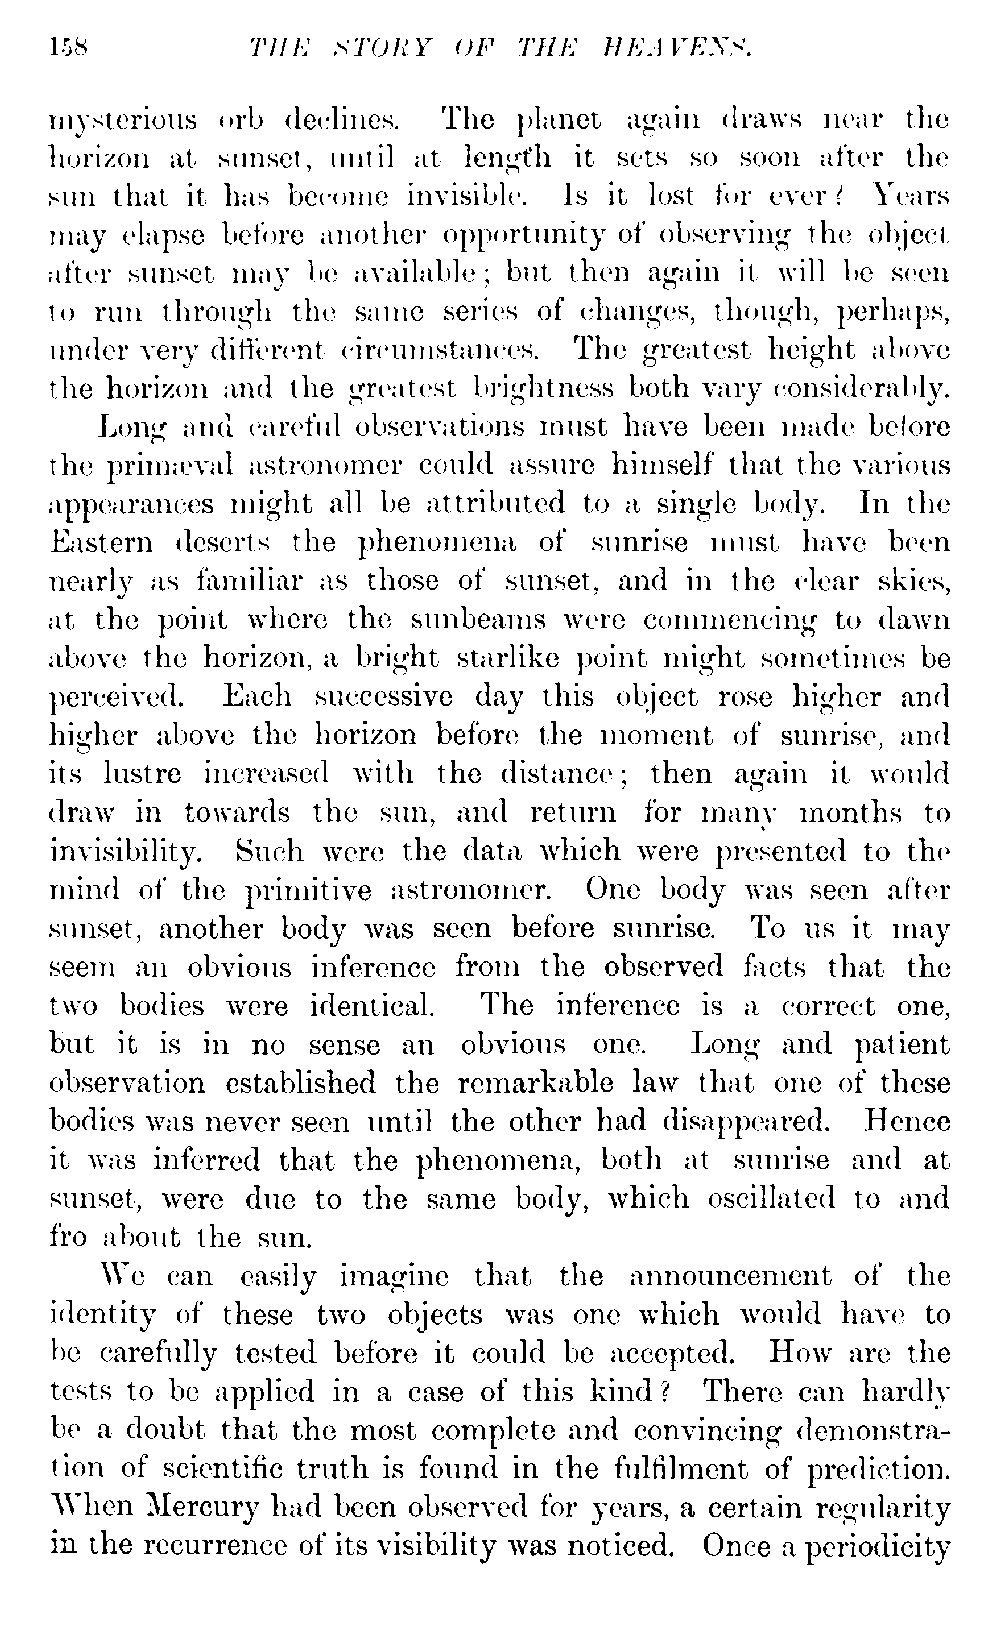 158 THE STORY OF THE HEAVENS.
mysterious orb declines. The planet again draws near the
horizon at sunset, until at length it sets so soon after the
sun that it has become invisible. Is it lost for ever? Years
may elapse before another opportunity of observing the object
after sunset may be available; but then again it will be seen
to run through the same series of changes, though, perhaps,
under very different circumstances. The greatest height above
the horizon and the greatest brightness both vary considerably.
Long and careful observations must have been made before
the primæval astronomer could assure himself that the various
appearances might all be attributed to a single body. In the
Eastern deserts the phenomena of sunrise must have been
nearly as familiar as those of sunset, and in the clear skies,
at the point where the sunbeams were commencing to dawn
above the horizon, a bright starlike point might sometimes be
perceived. Each successive day this object rose higher and
higher above the horizon before the moment of sunrise, and
its lustre increased with the distance; then again it would
draw in towards the sun, and return for many months to
invisibility. Such were the data which were presented to the
mind of the primitive astronomer. One body was seen after
sunset, another body was seen before sunrise. To us it may
seem an obvious inference from the observed facts that the
two bodies were identical. The inference is a correct one,
but it is in no sense an obvious one. Long and patient
observation established the remarkable law that one of these
bodies was never seen until the other had disappeared. Hence
it was inferred that the phenomena, both at sunrise and at
sunset, were due to the same body, which oscillated to and
fro about the sun.
We can easily imagine that the announcement of the
identity of these two objects was one which would have to
be carefully tested before it could be accepted. How are the
tests to be applied in a case of this kind? There can hardly
be a doubt that the most complete and convincing demonstra-
tion of scientific truth is found in the fulfilment of prediction.
When Mercury had been observed for years, a certain regularity
in the recurrence of its visibility was noticed. Once a periodicity